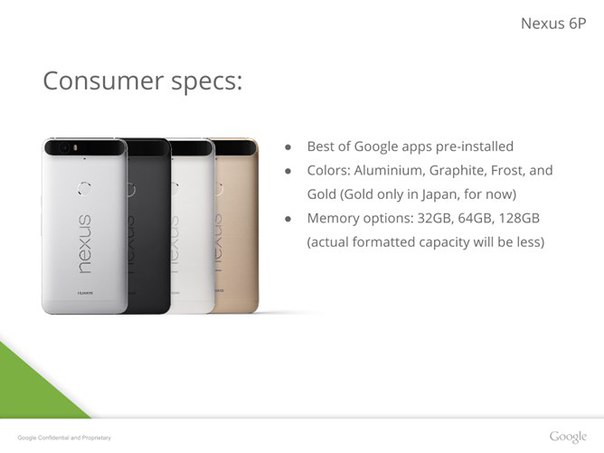 Nexus 6P
Consumer specs:
● Best of Google apps pre-installed
● Colors: Aluminium, Graphite, Frost, and
Gold (Gold only in Japan, for now)
● Memory options: 32GB, 64GB, 128GB
(actual formatted capacity will be less)
nexus
nexus
nexus
HUAWEI
Google Confidential and Proprietary
Google